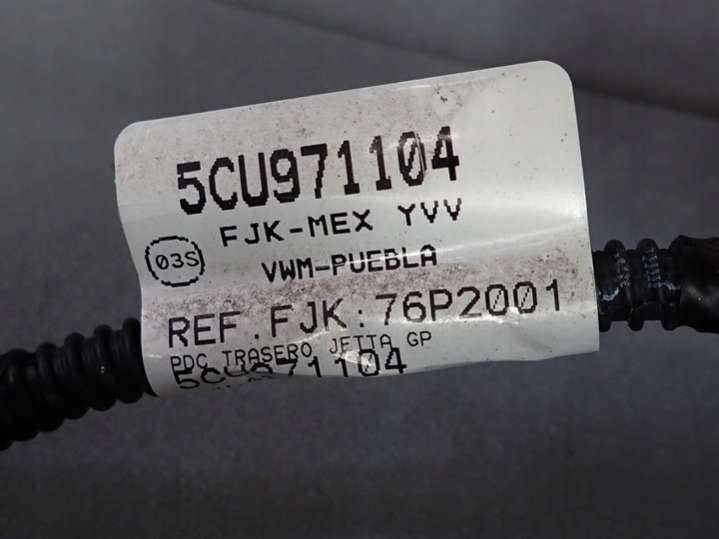 5CU971104
FJK-MEX YVV
03S
VWM-PUEBLA
REF.FJK:76P2001
PDC TRASERO JETTA GP
5CU971104